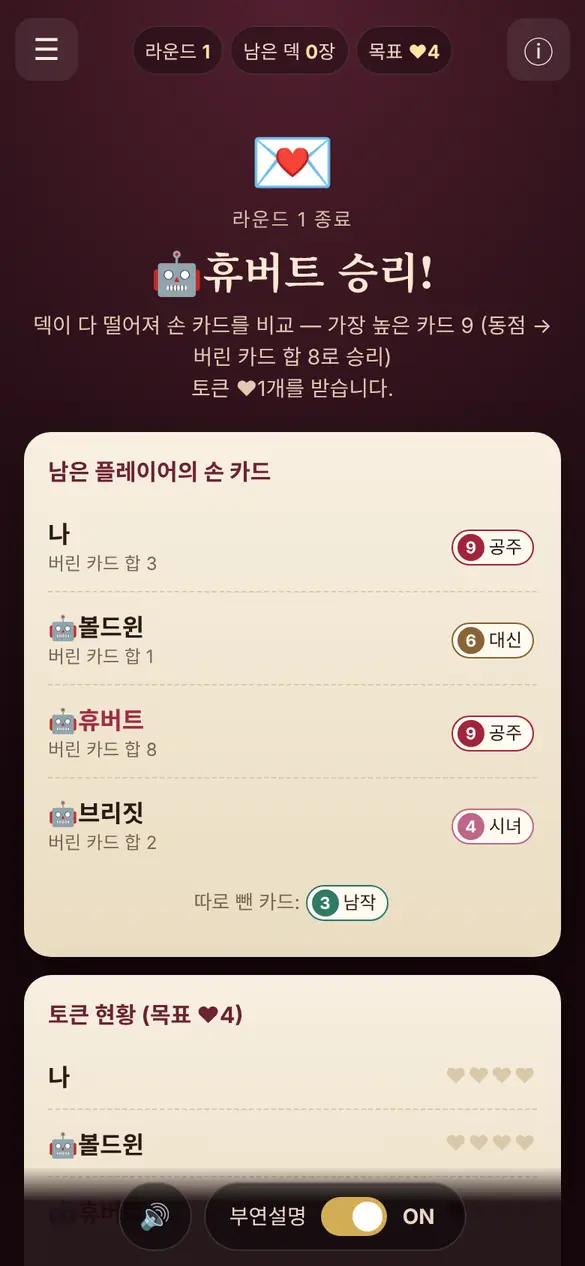 라운드 1 남은 덱 0장 목표 ♥4
라운드 1 종료
휴버트 승리!
덱이 다 떨어져 손 카드를 비교 — 가장 높은 카드 9 (동점 →
버린 카드 합 8로 승리)
토큰 ♥1개를 받습니다.
남은 플레이어의 손 카드
나
버린 카드 합 3
9 공주
볼드윈
버린 카드 합 1
6 대신
휴버트
버린 카드 합 8
9 공주
브리짓
버린 카드 합 2
4 시녀
따로 뺀 카드: 3 남작
토큰 현황 (목표 ♥4)
나
볼드윈
휴버트
부연설명 ON